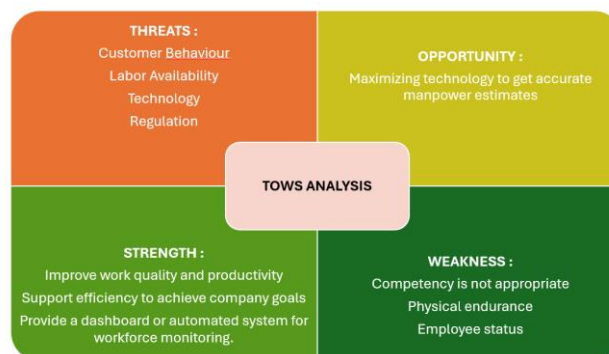 THREATS :
Customer Behaviour
Labor Availability
Technology
Regulation
OPPORTUNITY :
Maximizing technology to get accurate
manpower estimates
TOWS ANALYSIS
STRENGTH :
Improve work quality and productivity
Support efficiency to achieve company goals
Provide a dashboard or automated system for
workforce monitoring.
WEAKNESS :
Competency is not appropriate
Physical endurance
Employee status